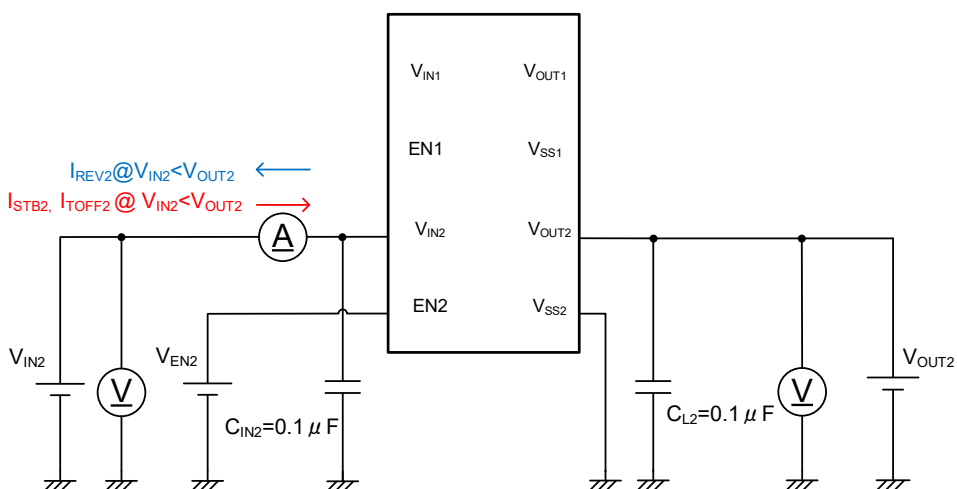 VIN1 VOUT1
EN1 VSS1
IREV2@VIN2<VOUT2
ISTB2, ITOFF2 @ VIN2<VOUT2
A
VIN2 VOUT2
EN2 VSS2
VIN2 VEN2 VOUT2
V V
CIN2=0.1μF CL2=0.1μF